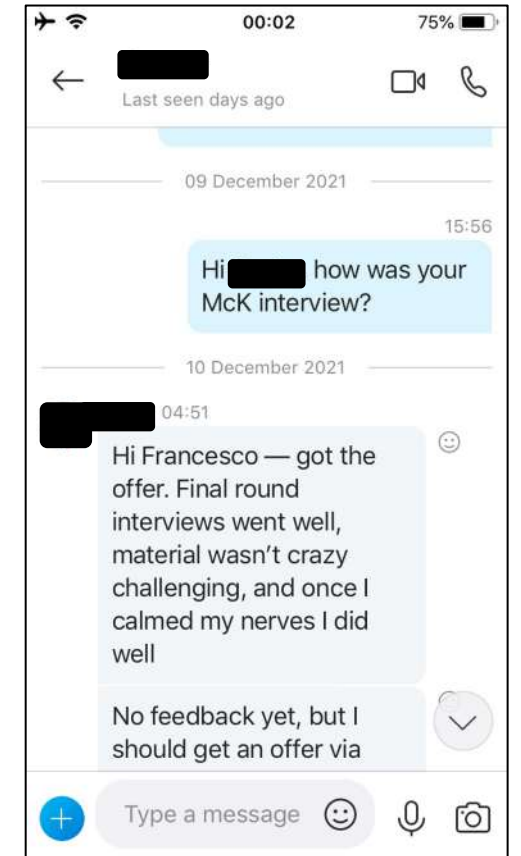 00:02
75%
Last seen days ago
09 December 2021
15:56
Hi how was your
McK interview?
10 December 2021
04:51
Hi Francesco — got the
offer. Final round
interviews went well,
material wasn’t crazy
challenging, and once I
calmed my nerves I did
well
No feedback yet, but I
should get an offer via
Type a message